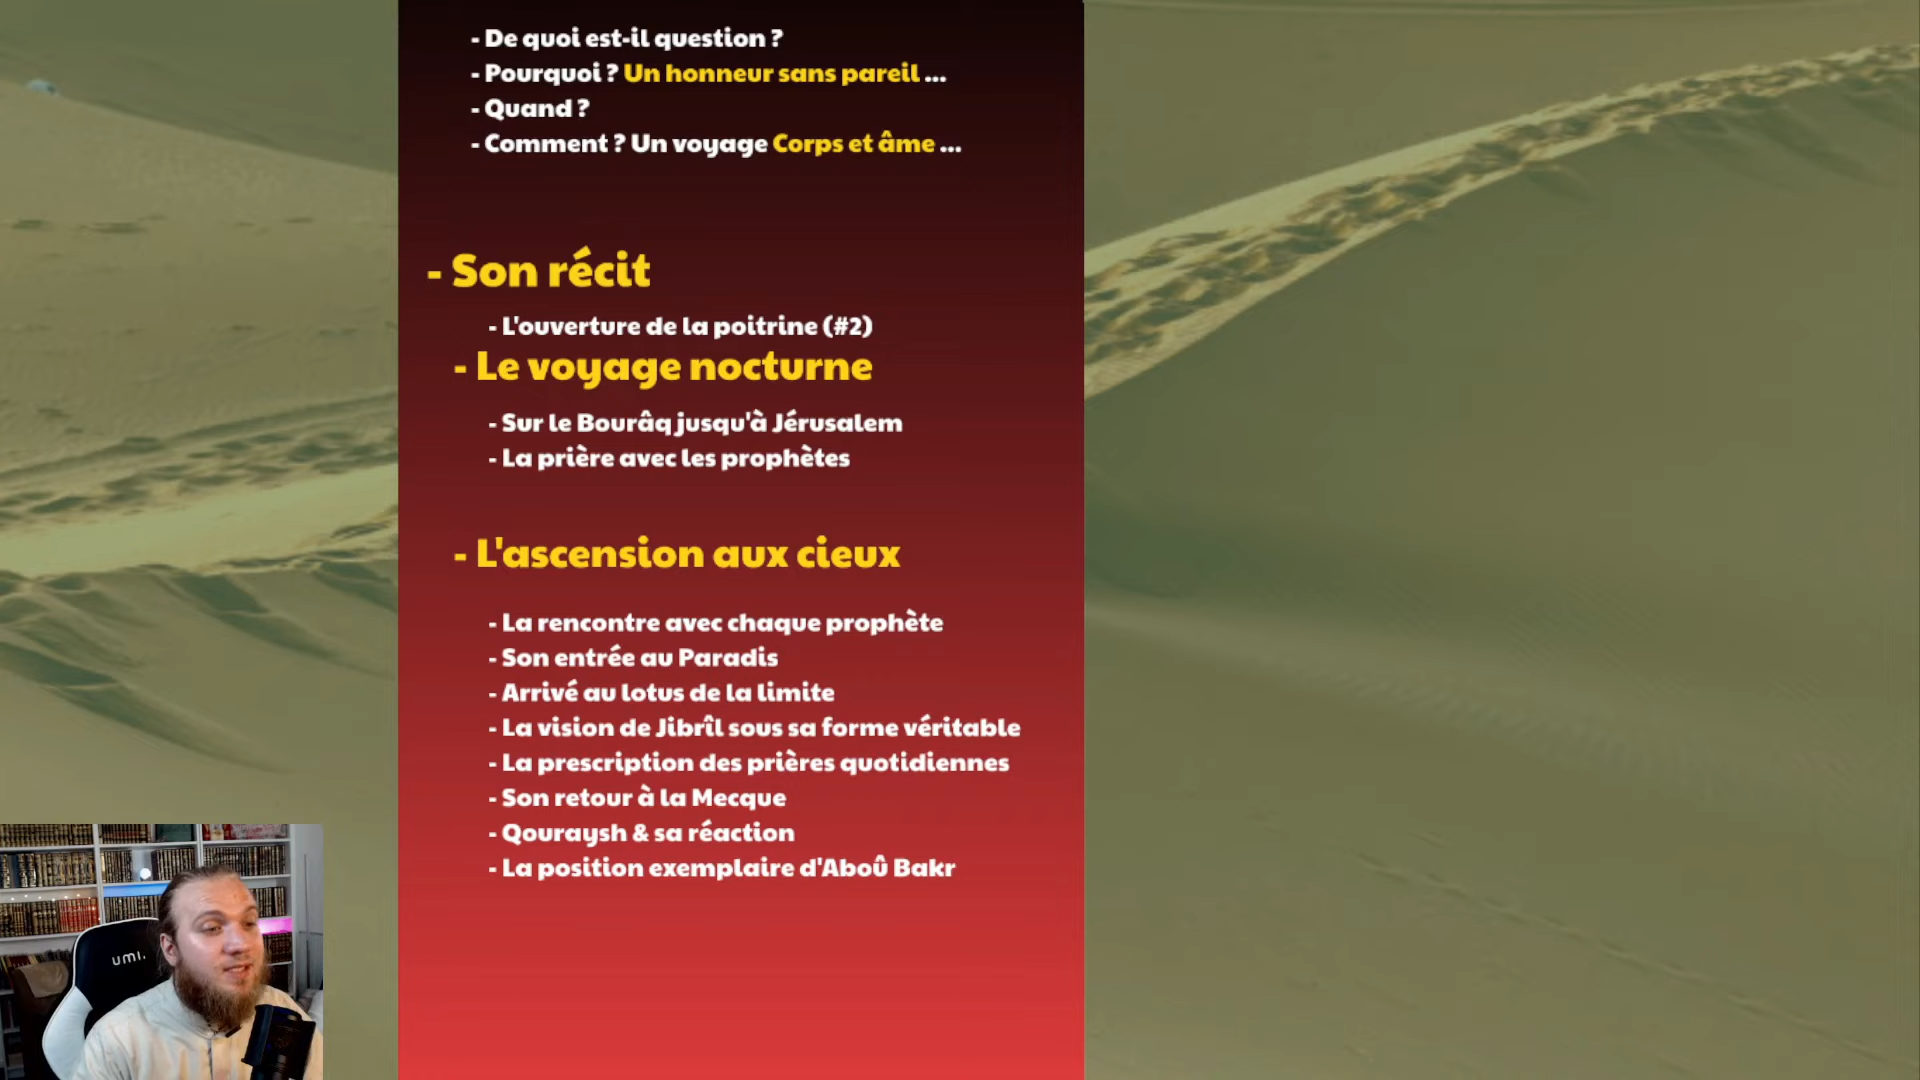 - De quoi est-il question ?
- Pourquoi ? Un honneur sans pareil ...
- Quand ?
- Comment ? Un voyage Corps et âme ...
- Son récit
- L'ouverture de la poitrine (#2)
- Le voyage nocturne
- Sur le Bourâq jusqu'à Jérusalem
- La prière avec les prophètes
- L'ascension aux cieux
- La rencontre avec chaque prophète
- Son entrée au Paradis
- Arrivé au lotus de la limite
- La vision de Jibrîl sous sa forme véritable
- La prescription des prières quotidiennes
- Son retour à la Mecque
- Qouraysh & sa réaction
- La position exemplaire d'Aboû Bakr
umi.